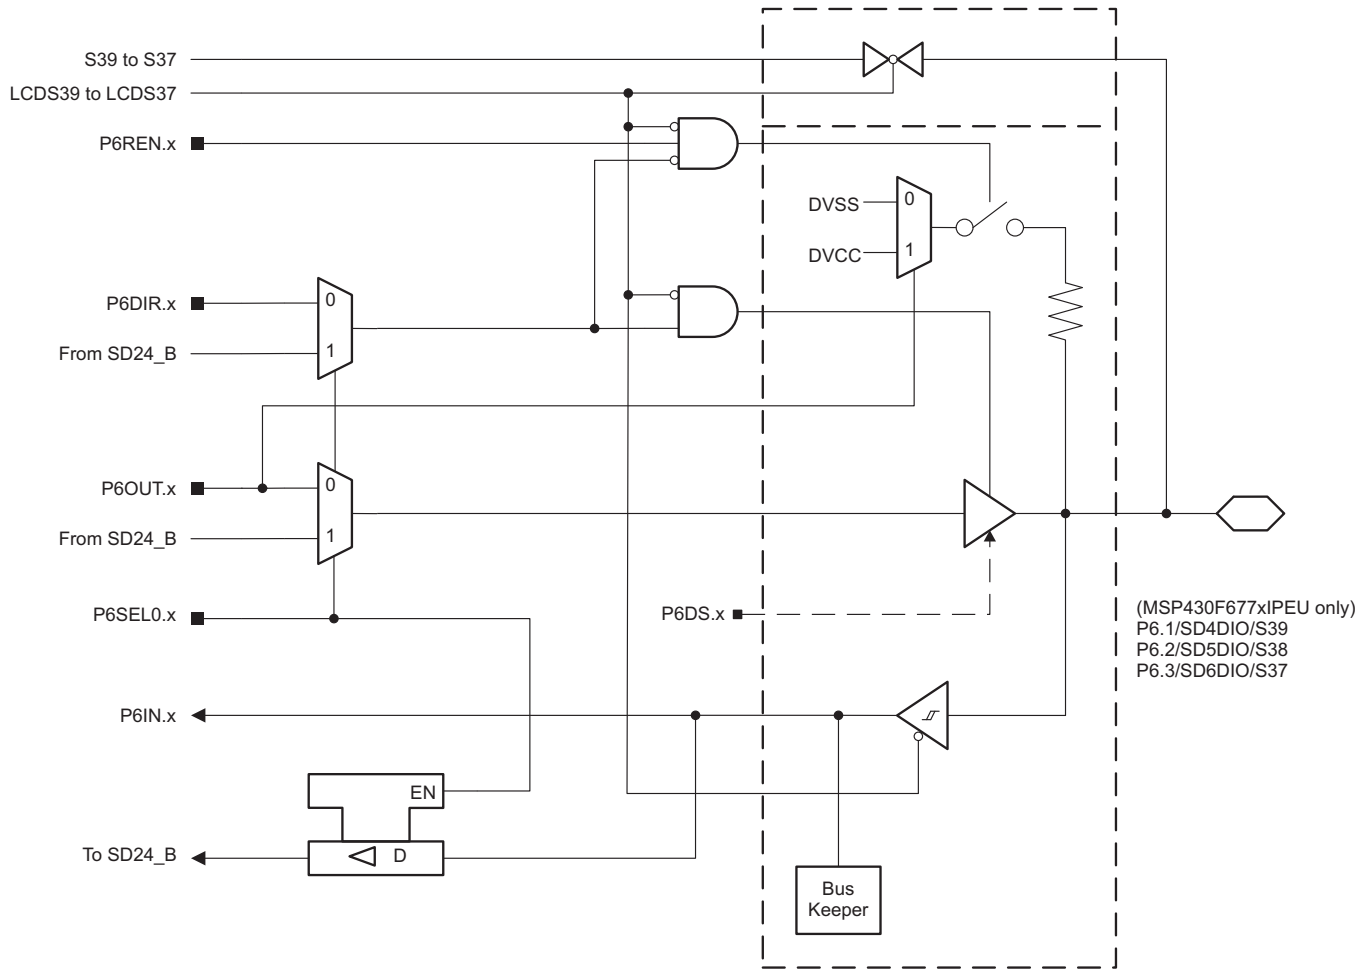 S39 to S37
LCDS39 to LCDS37
P6REN.x
DVSS
0
DVCC
1
P6DIR.x
0
From SD24_B
1
P6OUT.x
0
From SD24_B
1
P6SEL0.x
P6DS.x
(MSP430F677xIPEU only)
P6.1/SD4DIO/S39
P6.2/SD5DIO/S38
P6.3/SD6DIO/S37
P6IN.x
EN
To SD24_B
D
Bus
Keeper